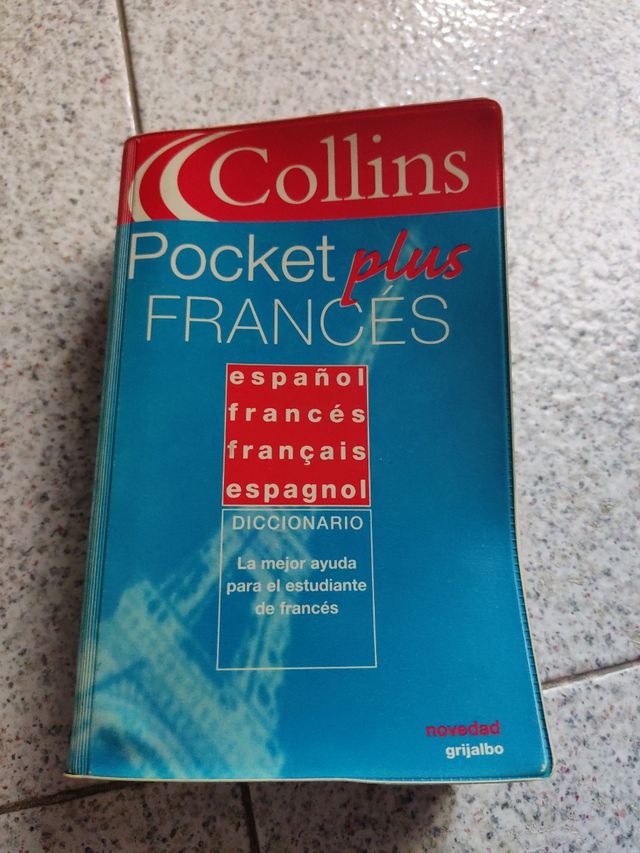 Collins
Pocket plus
FRANCÉS
español
francés
français
espagnol
DICCIONARIO
La mejor ayuda
para el estudiante
de francés
novedad
grijalbo